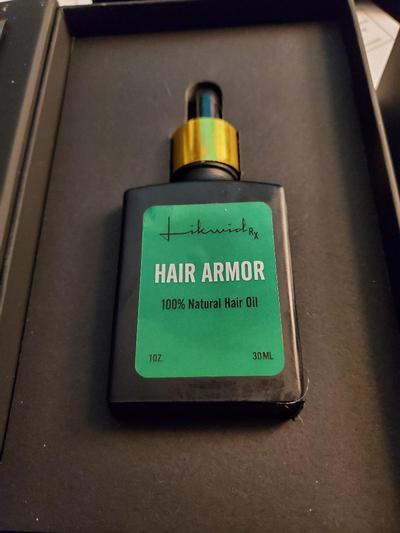 Likwid Rx
HAIR ARMOR
100% Natural Hair Oil
1OZ. 30ML